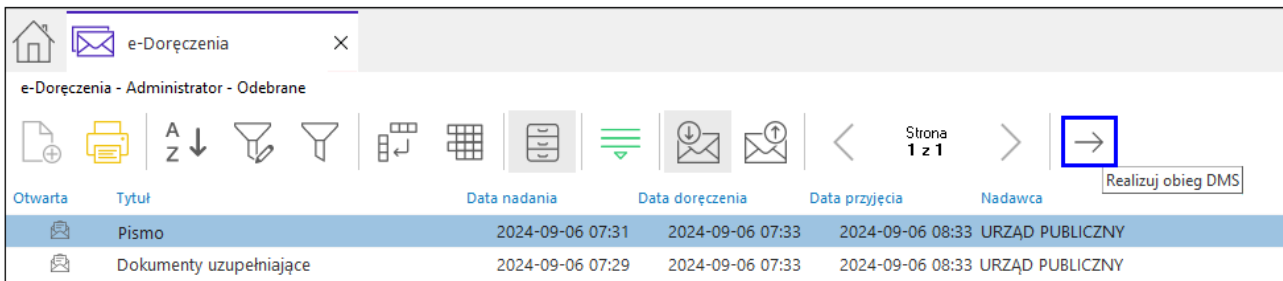 e-Doręczenia
e-Doręczenia - Administrator - Odebrane
A
Z
Strona
1 z 1
Realizuj obieg DMS
Otwarta Tytuł Data nadania Data doręczenia Data przyjęcia Nadawca
Pismo 2024-09-06 07:31 2024-09-06 07:33 2024-09-06 08:33 URZĄD PUBLICZNY
Dokumenty uzupełniające 2024-09-06 07:29 2024-09-06 07:33 2024-09-06 08:33 URZĄD PUBLICZNY